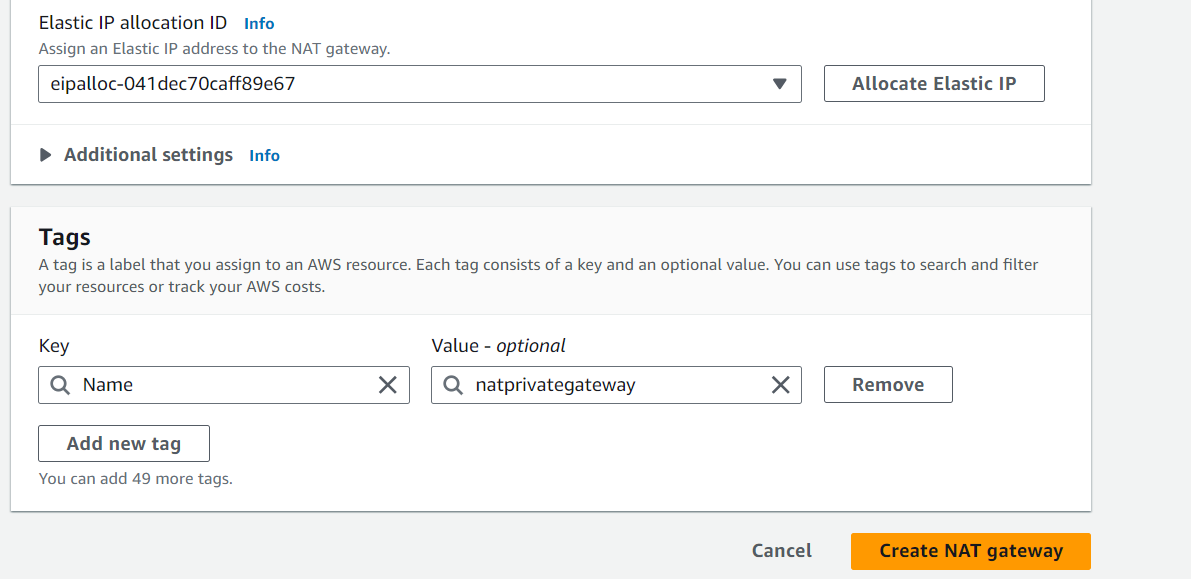 Elastic IP allocation ID Info
Assign an Elastic IP address to the NAT gateway.
eipalloc-041dec70caff89e67
Allocate Elastic IP
Additional settings Info
Tags
A tag is a label that you assign to an AWS resource. Each tag consists of a key and an optional value. You can use tags to search and filter
your resources or track your AWS costs.
Key
Value - optional
Name
natprivategateway
Remove
Add new tag
You can add 49 more tags.
Cancel
Create NAT gateway